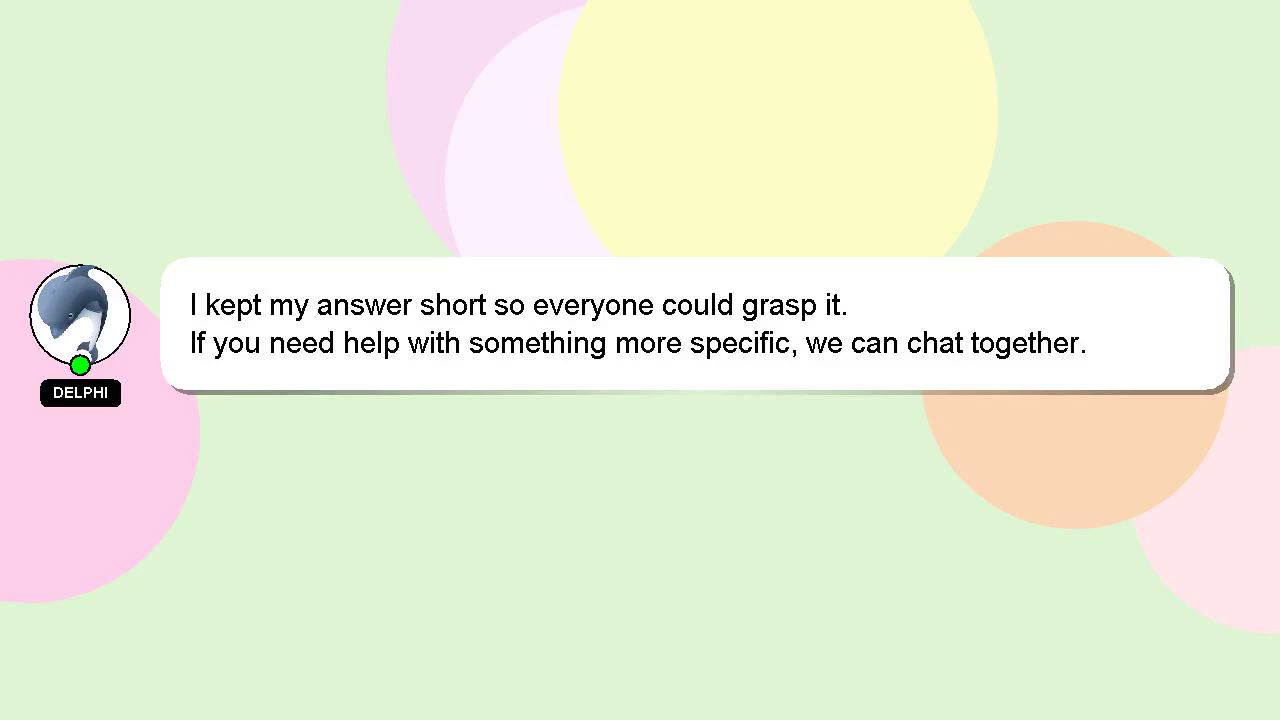 I kept my answer short so everyone could grasp it.
If you need help with something more specific, we can chat together.
DELPHI